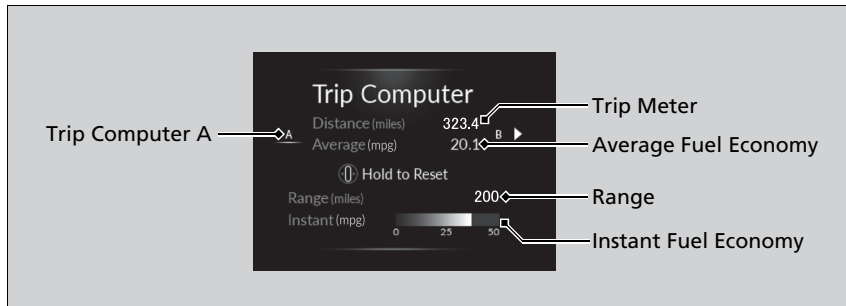 Trip Computer
Trip Meter
Trip Computer A
A
Distance (miles) 323.4
B
Average (mpg) 20.1
Average Fuel Economy
Hold to Reset
Range (miles) 200
Range
Instant (mpg)
0 25 50
Instant Fuel Economy